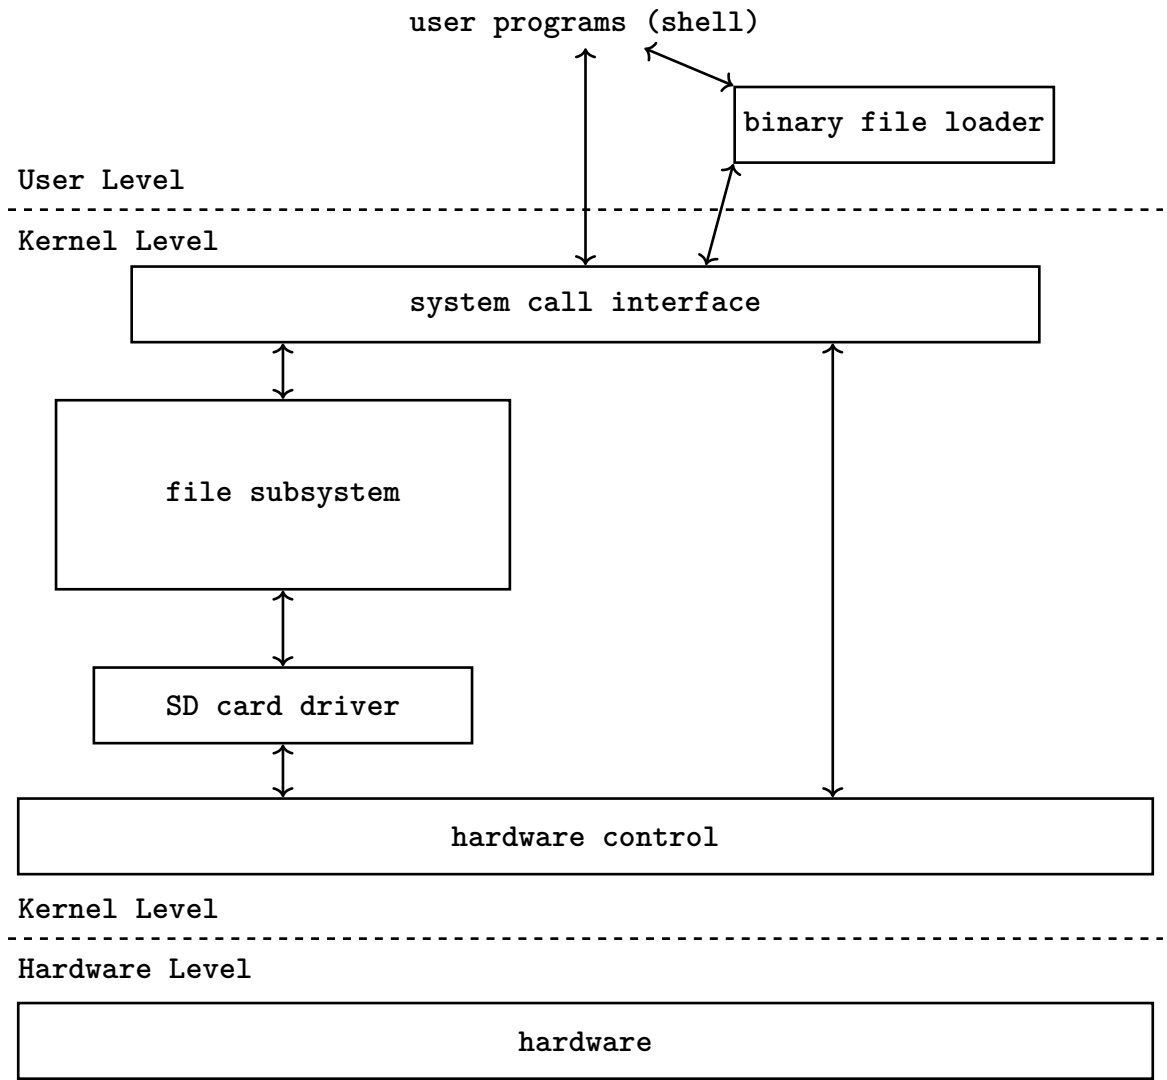 user programs (shell)
binary file loader
User Level
Kernel Level
system call interface
file subsystem
SD card driver
hardware control
Kernel Level
Hardware Level
hardware